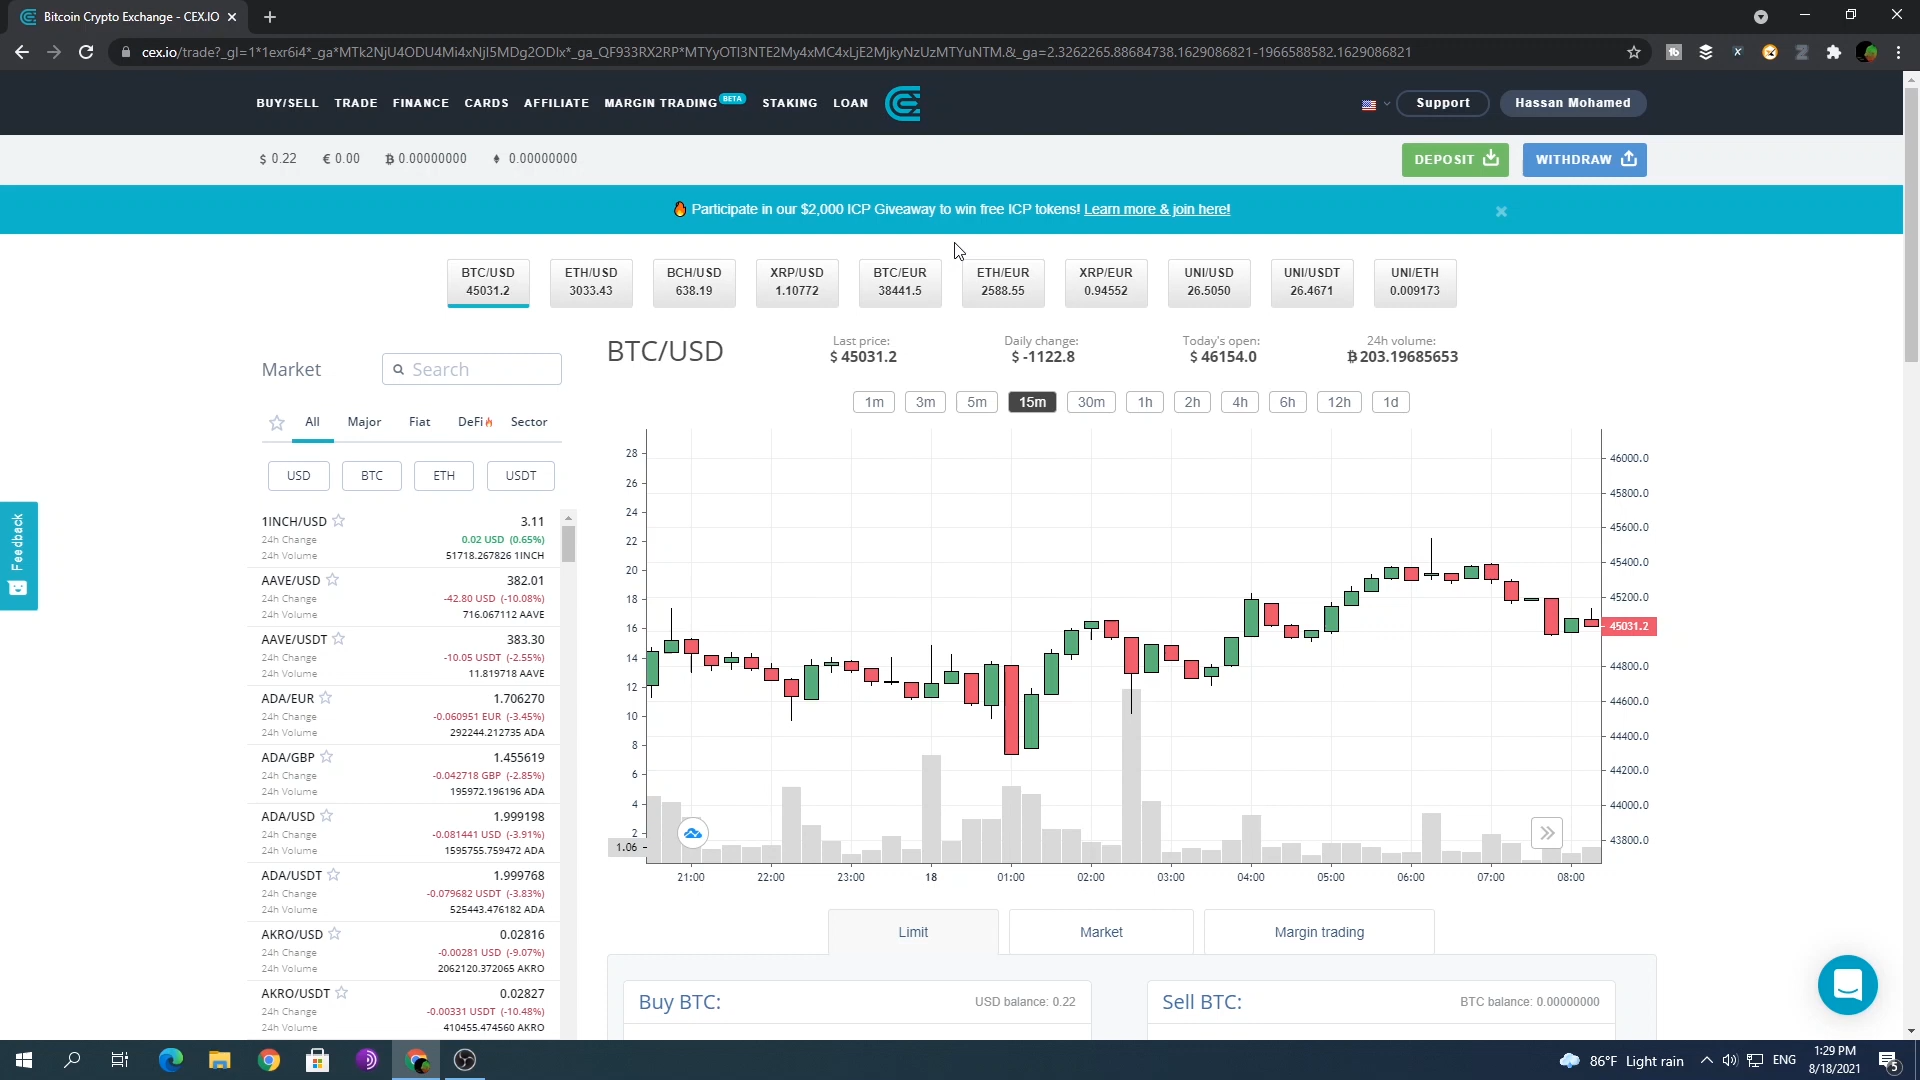 Bitcoin Crypto Exchange - CEX.IO
cex.io/trade?_gl=1*1exr6i4*_ga*MTk2NjU4ODU4Mi4xNjI5MDg2ODIx*_ga_QF933RX2RP*MTYyOTI3NTE2My4xMC4xLjE2MjkyNzUzMTYuNTM.&_ga=2.3262265.88684738.1629086821-1966588582.1629086821
BUY/SELL TRADE FINANCE CARDS AFFILIATE MARGIN TRADING BETA STAKING LOAN
Support
Hassan Mohamed
$ 0.22 € 0.00 ₿ 0.00000000 0.00000000
DEPOSIT
WITHDRAW
Participate in our $2,000 ICP Giveaway to win free ICP tokens! Learn more & join here!
BTC/USD ETH/USD BCH/USD XRP/USD BTC/EUR ETH/EUR XRP/EUR UNI/USD UNI/USDT UNI/ETH
45031.2 3033.43 638.19 1.10772 38441.5 2588.55 0.94552 26.5050 26.4671 0.009173
Market
Search
All Major Fiat DeFi Sector
USD BTC ETH USDT
1INCH/USD 3.11
24h Change 0.02 USD (0.65%)
24h Volume 51718.267826 1INCH
AAVE/USD 382.01
24h Change -42.80 USD (-10.08%)
24h Volume 716.067112 AAVE
AAVE/USDT 383.30
24h Change -10.05 USDT (-2.55%)
24h Volume 11.819718 AAVE
ADA/EUR 1.706270
24h Change -0.060951 EUR (-3.45%)
24h Volume 292244.212735 ADA
ADA/GBP 1.455619
24h Change -0.042718 GBP (-2.85%)
24h Volume 195972.196196 ADA
ADA/USD 1.999198
24h Change -0.081441 USD (-3.91%)
24h Volume 1595755.759472 ADA
ADA/USDT 1.999768
24h Change -0.079682 USDT (-3.83%)
24h Volume 525443.476182 ADA
AKRO/USD 0.02816
24h Change -0.00281 USD (-9.07%)
24h Volume 2062120.372065 AKRO
AKRO/USDT 0.02827
24h Change -0.00331 USDT (-10.48%)
24h Volume 410455.474560 AKRO
Feedback
BTC/USD
Last price: Daily change: Today's open: 24h volume:
$ 45031.2 $ -1122.8 $ 46154.0 ₿ 203.19685653
1m 3m 5m 15m 30m 1h 2h 4h 6h 12h 1d
28
26
24
22
20
18
16
14
12
10
8
6
4
2
1.06
46000.0
45800.0
45600.0
45400.0
45200.0
45031.2
44800.0
44600.0
44400.0
44200.0
44000.0
43800.0
21:00 22:00 23:00 18 01:00 02:00 03:00 04:00 05:00 06:00 07:00 08:00
Limit Market Margin trading
Buy BTC: USD balance: 0.22
Sell BTC: BTC balance: 0.00000000
86°F Light rain
ENG
1:29 PM
8/18/2021
5